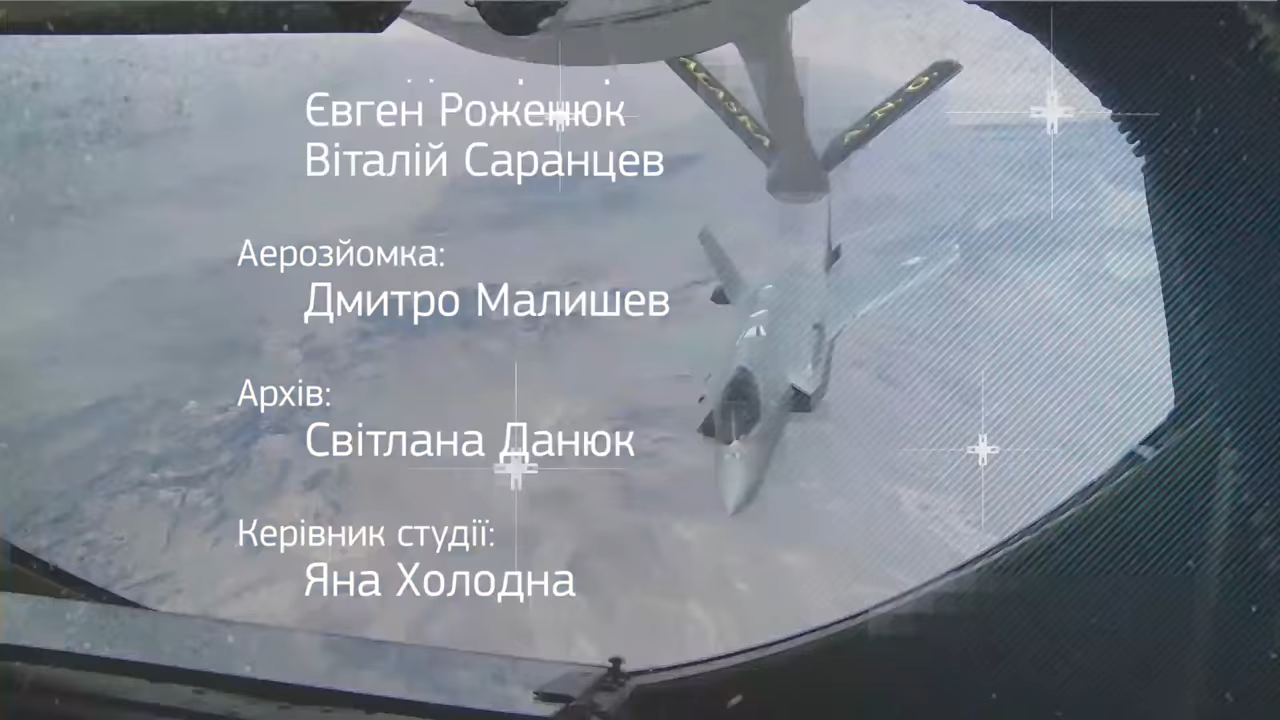 Євген Роженюк
Віталій Саранцев
Аерозйомка:
Дмитро Малишев
Архів:
Світлана Данюк
Керівник студії:
Яна Холодна